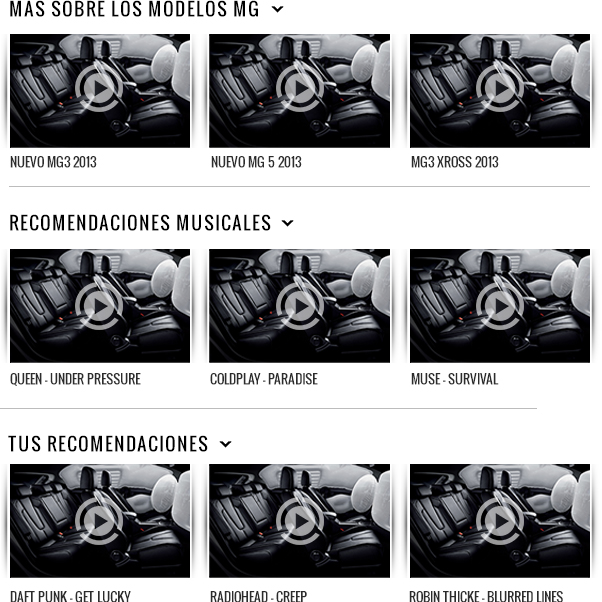 MAS SOBRE LOS MODELOS MG
NUEVO MG3 2013
NUEVO MG 5 2013
MG3 XROSS 2013
RECOMENDACIONES MUSICALES
QUEEN - UNDER PRESSURE
COLDPLAY - PARADISE
MUSE - SURVIVAL
TUS RECOMENDACIONES
DAFT PUNK - GET LUCKY
RADIOHEAD - CREEP
ROBIN THICKE - BLURRED LINES